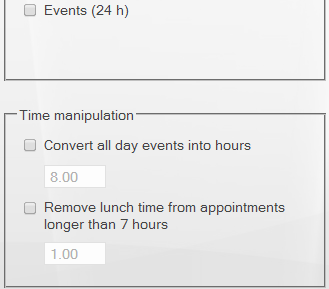 Events (24 h)
Time manipulation
Convert all day events into hours
8.00
Remove lunch time from appointments
longer than 7 hours
1.00